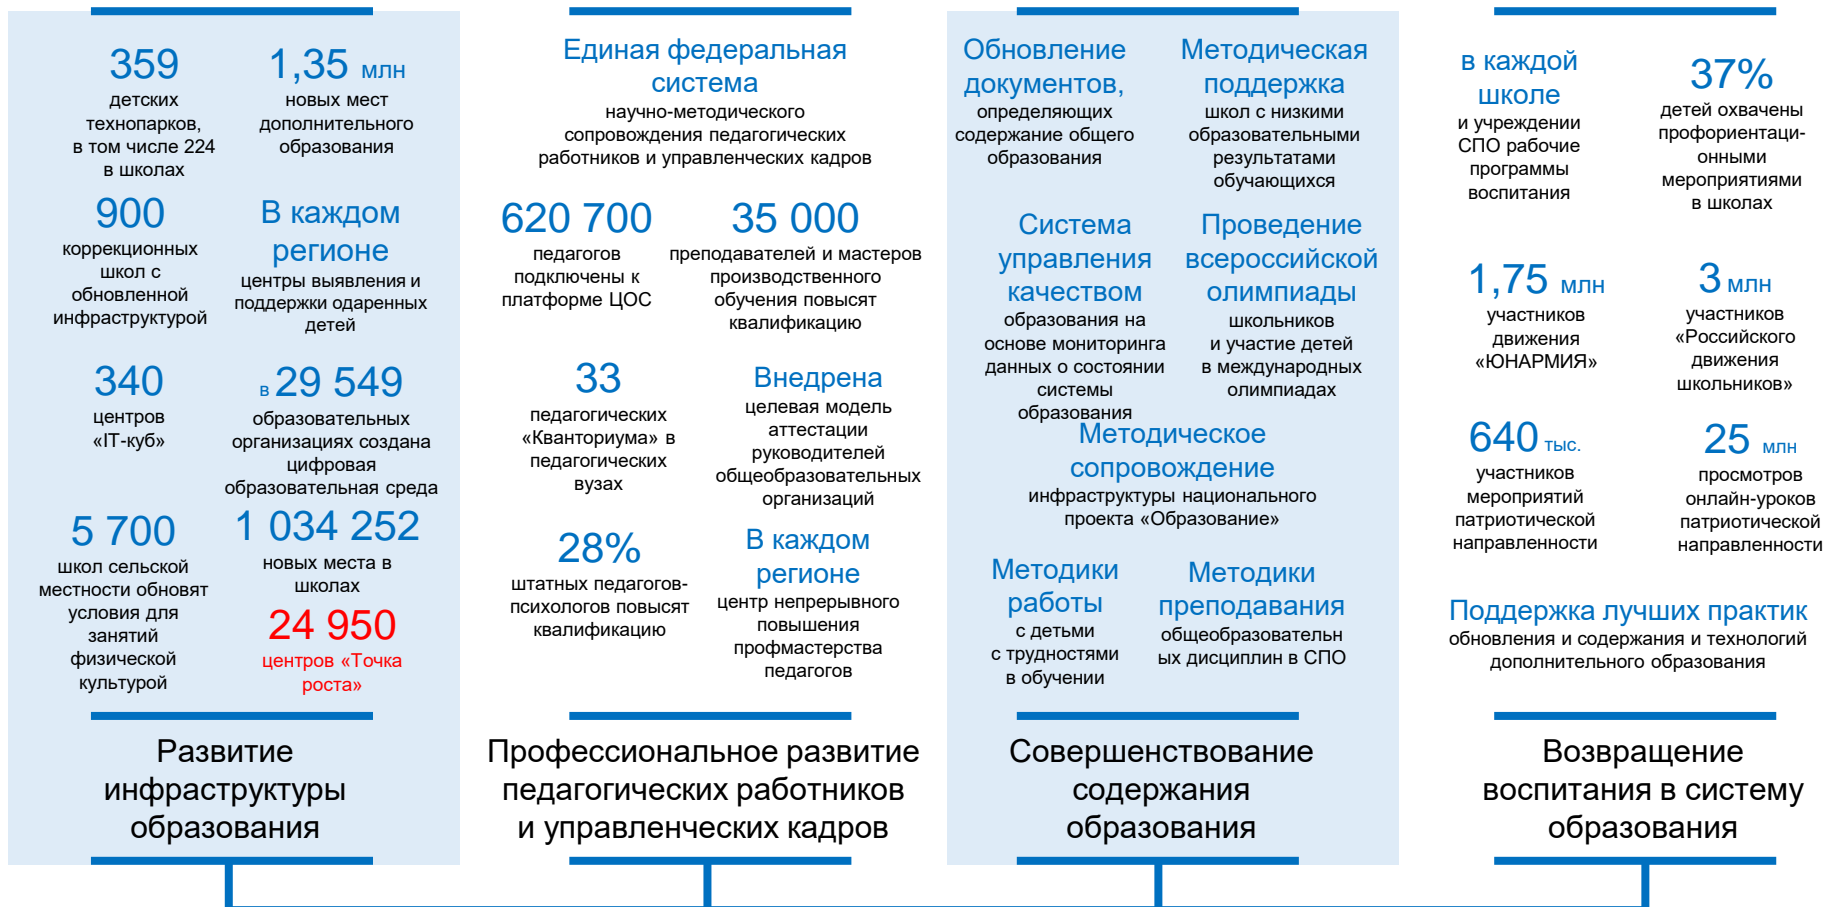 359
детских
технопарков,
в том числе 224
в школах
1,35 млн
новых мест
дополнительного
образования
900
коррекционных
школ с
обновленной
инфраструктурой
В каждом
регионе
центры выявления и
поддержки одаренных
детей
340
центров
«IT-куб»
в 29 549
образовательных
организациях создана
цифровая
образовательная среда
5 700
школ сельской
местности обновят
условия для
занятий
физической
культурой
1 034 252
новых места в
школах
24 950
центров «Точка
роста»
Развитие
инфраструктуры
образования
Единая федеральная
система
научно-методического
сопровождения педагогических
работников и управленческих кадров
620 700
педагогов
подключены к
платформе ЦОС
35 000
преподавателей и мастеров
производственного
обучения повысят
квалификацию
33
педагогических
«Кванториума» в
педагогических
вузах
Внедрена
целевая модель
аттестации
руководителей
общеобразовательных
организаций
28%
штатных педагогов-
психологов повысят
квалификацию
В каждом
регионе
центр непрерывного
повышения
профмастерства
педагогов
Профессиональное развитие
педагогических работников
и управленческих кадров
Обновление
документов,
определяющих
содержание общего
образования
Методическая
поддержка
школ с низкими
образовательными
результатами
обучающихся
Система
управления
качеством
образования на
основе мониторинга
данных о состоянии
системы
образования
Проведение
всероссийской
олимпиады
школьников
и участие детей
в международных
олимпиадах
Методическое
сопровождение
инфраструктуры национального
проекта «Образование»
Методики
работы
с детьми
с трудностями
в обучении
Методики
преподавания
общеобразовательн
ых дисциплин в СПО
Совершенствование
содержания
образования
в каждой
школе
и учреждении
СПО рабочие
программы
воспитания
37%
детей охвачены
профориентаци-
онными
мероприятиями
в школах
1,75 млн
участников
движения
«ЮНАРМИЯ»
3 млн
участников
«Российского
движения
школьников»
640 тыс.
участников
мероприятий
патриотической
направленности
25 млн
просмотров
онлайн-уроков
патриотической
направленности
Поддержка лучших практик
обновления и содержания и технологий
дополнительного образования
Возвращение
воспитания в систему
образования